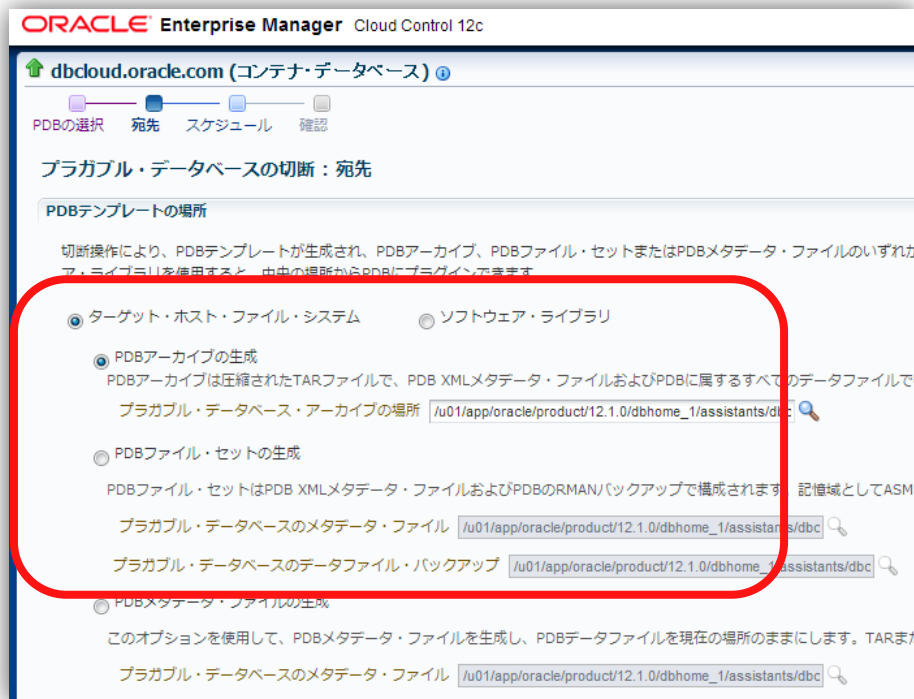 ORACLE Enterprise Manager Cloud Control 12c
dbcloud.oracle.com (コンテナ・データベース)
PDBの選択 宛先 スケジュール 確認
プラガブル・データベースの切断：宛先
PDBテンプレートの場所
切断操作により、PDBテンプレートが生成され、PDBアーカイブ、PDBファイル・セットまたはPDBメタデータ・ファイルのいずれか
ア・ライブラリを使用すると、中央の場所からPDBにプラグインできます
ターゲット・ホスト・ファイル・システム ソフトウェア・ライブラリ
PDBアーカイブの生成
PDBアーカイブは圧縮されたTARファイルで、PDB XMLメタデータ・ファイルおよびPDBに属するすべてのデータファイルで
プラガブル・データベース・アーカイブの場所 /u01/app/oracle/product/12.1.0/dbhome_1/assistants/dbc
PDBファイル・セットの生成
PDBファイル・セットはPDB XMLメタデータ・ファイルおよびPDBのRMANバックアップで構成されます。記憶域としてASM
プラガブル・データベースのメタデータ・ファイル /u01/app/oracle/product/12.1.0/dbhome_1/assistants/dbc
プラガブル・データベースのデータファイル・バックアップ /u01/app/oracle/product/12.1.0/dbhome_1/assistants/dbc
PDBメタデータ・ファイルの生成
このオプションを使用して、PDBメタデータ・ファイルを生成し、PDBデータファイルを現在の場所のままにします。TARまた
プラガブル・データベースのメタデータ・ファイル /u01/app/oracle/product/12.1.0/dbhome_1/assistants/dbc